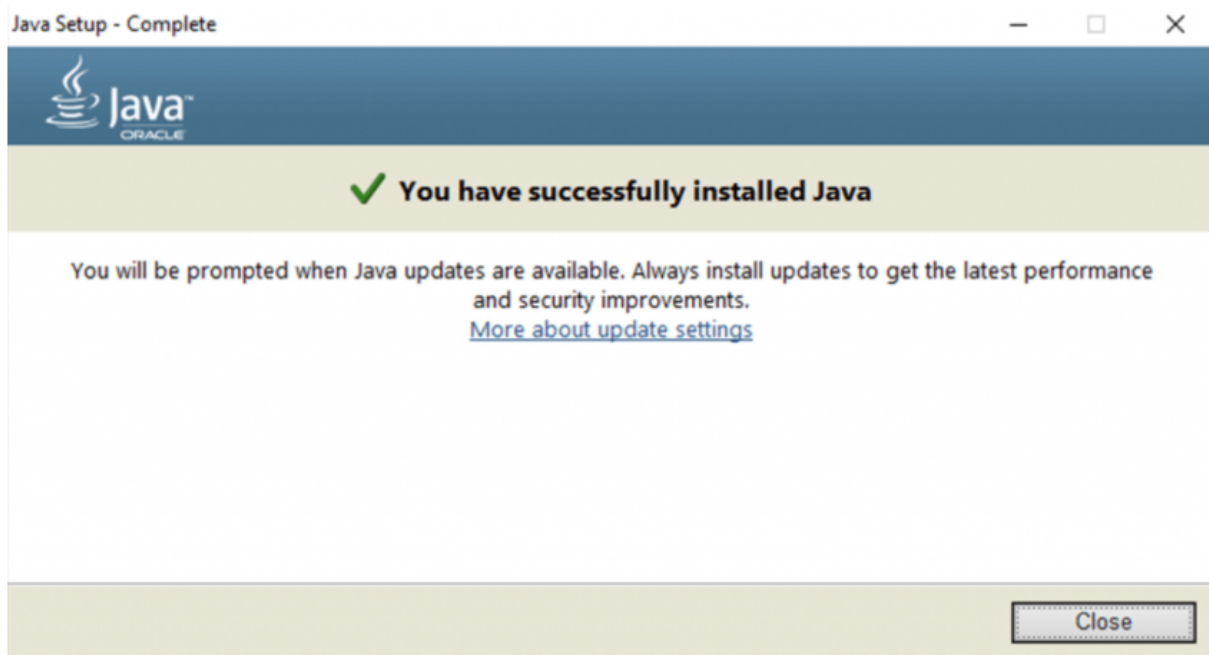 Java Setup - Complete
Java™
ORACLE
You have successfully installed Java
You will be prompted when Java updates are available. Always install updates to get the latest performance
and security improvements.
More about update settings
Close